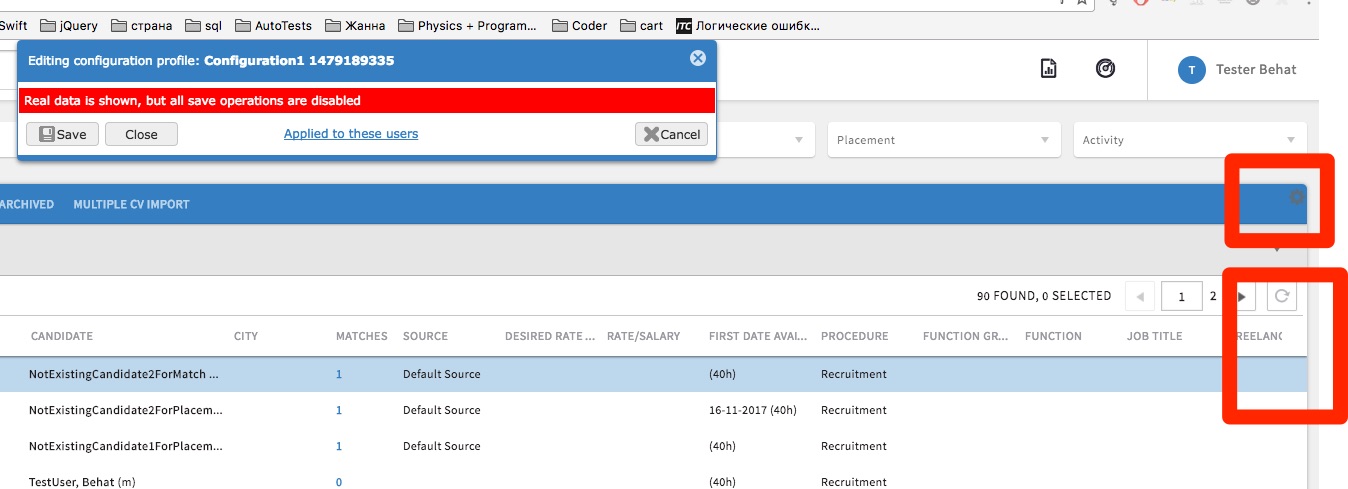 Swift jQuery страна sql AutoTests Жанна Physics + Program... Coder cart ITC Логические ошибк...
Editing configuration profile: Configuration1 1479189335
Real data is shown, but all save operations are disabled
Save Close Applied to these users Cancel
T Tester Behat
Placement Activity
ARCHIVED MULTIPLE CV IMPORT
90 FOUND, 0 SELECTED 1 2
CANDIDATE CITY MATCHES SOURCE DESIRED RATE ... RATE/SALARY FIRST DATE AVAI... PROCEDURE FUNCTION GR... FUNCTION JOB TITLE REELANC
NotExistingCandidate2ForMatch ... 1 Default Source (40h) Recruitment
NotExistingCandidate2ForPlacem... 1 Default Source 16-11-2017 (40h) Recruitment
NotExistingCandidate1ForPlacem... 1 Default Source (40h) Recruitment
TestUser, Behat (m) 0 (40h) Recruitment